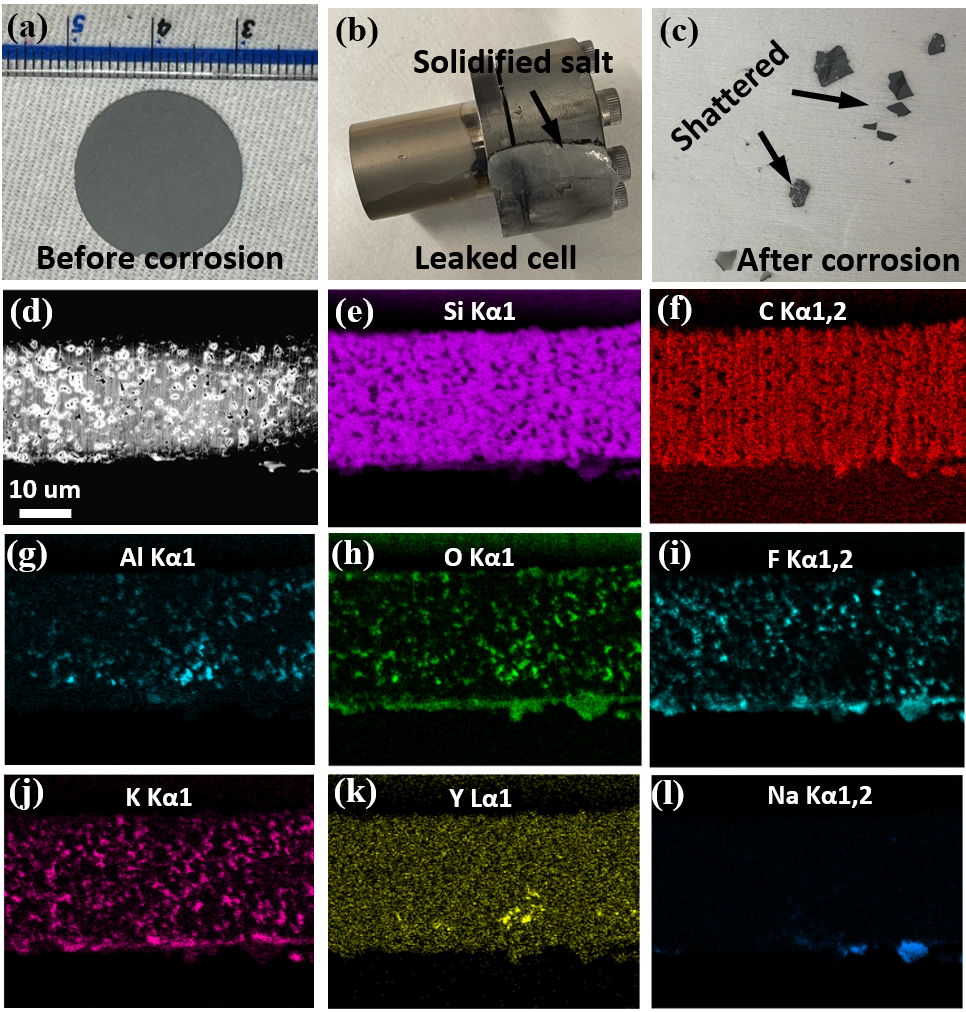 (a)
5 4 3
Before corrosion
(b)
Solidified salt
Leaked cell
(c)
Shattered
After corrosion
(d)
10 um
(e)
Si Kα1
(f)
C Kα1,2
(g)
Al Kα1
(h)
O Kα1
(i)
F Kα1,2
(j)
K Kα1
(k)
Y Lα1
(l)
Na Kα1,2